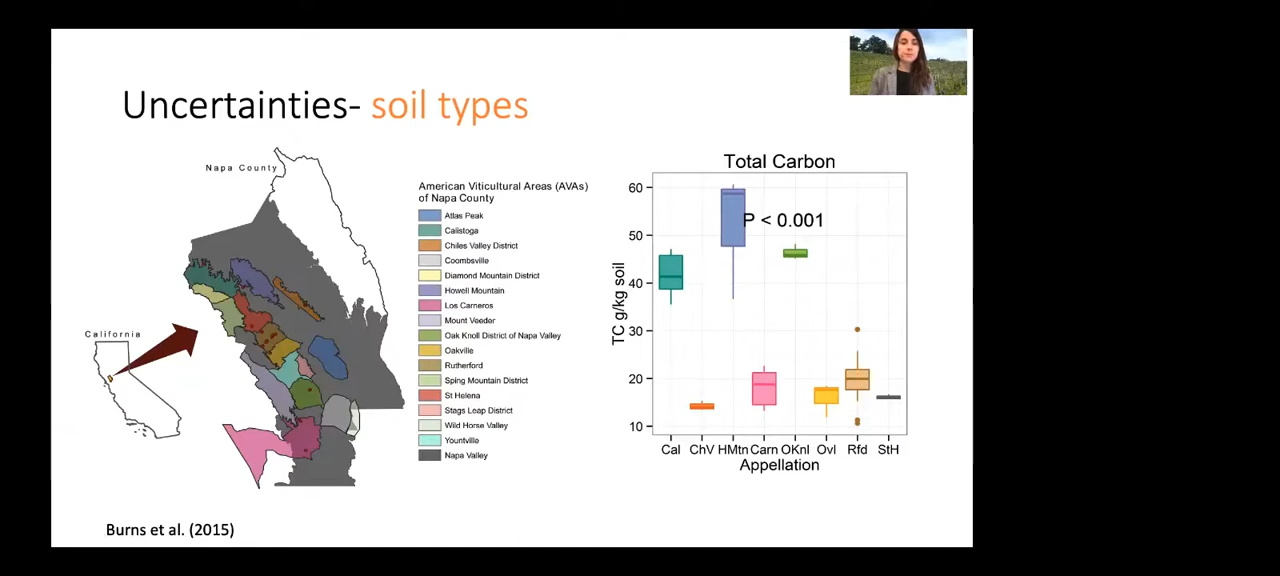 Uncertainties- soil types
Napa County
California
American Viticultural Areas (AVAs)
of Napa County
Atlas Peak
Calistoga
Chiles Valley District
Coombsville
Diamond Mountain District
Howell Mountain
Los Carneros
Mount Veeder
Oak Knoll District of Napa Valley
Oakville
Rutherford
Sping Mountain District
St Helena
Stags Leap District
Wild Horse Valley
Yountville
Napa Valley
Total Carbon
P < 0.001
TC g/kg soil
60
50
40
30
20
10
Cal ChV HMtn Carn OKnl Ovl Rfd StH
Appellation
Burns et al. (2015)